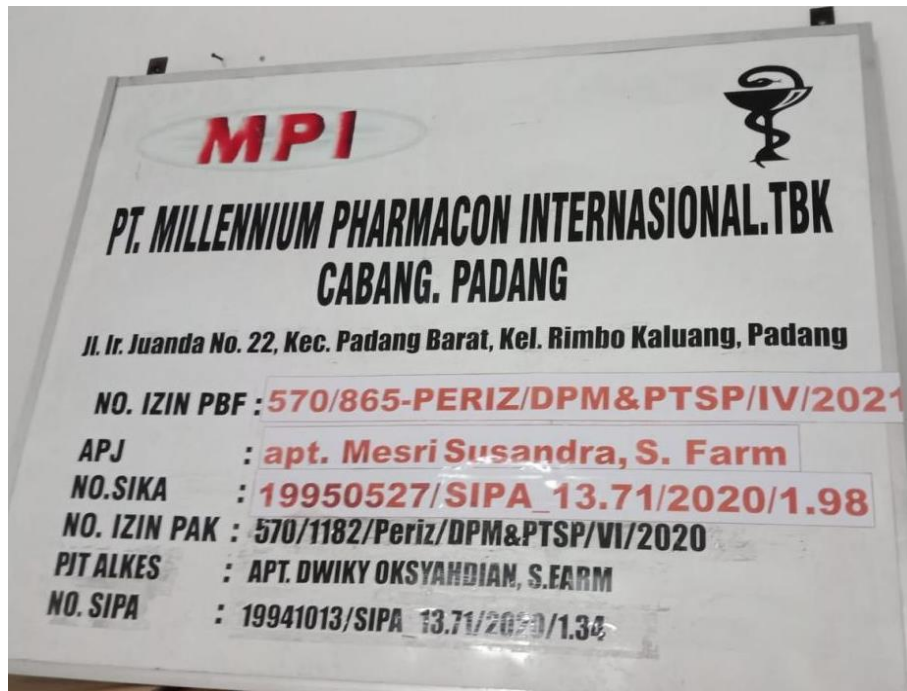 MPI
PT. MILLENNIUM PHARMACON INTERNASIONAL.TBK
CABANG. PADANG
Jl. Ir. Juanda No. 22, Kec. Padang Barat, Kel. Rimbo Kaluang, Padang
NO. IZIN PBF : 570/865-PERIZ/DPM&PTSP/IV/2021
APJ : apt. Mesri Susandra, S. Farm
NO.SIKA : 19950527/SIPA_13.71/2020/1.98
NO. IZIN PAK : 570/1182/Periz/DPM&PTSP/VI/2020
PJT ALKES : APT. DWIKY OKSYAHDIAN, S.FARM
NO. SIPA : 19941013/SIPA_13.71/2020/1.34